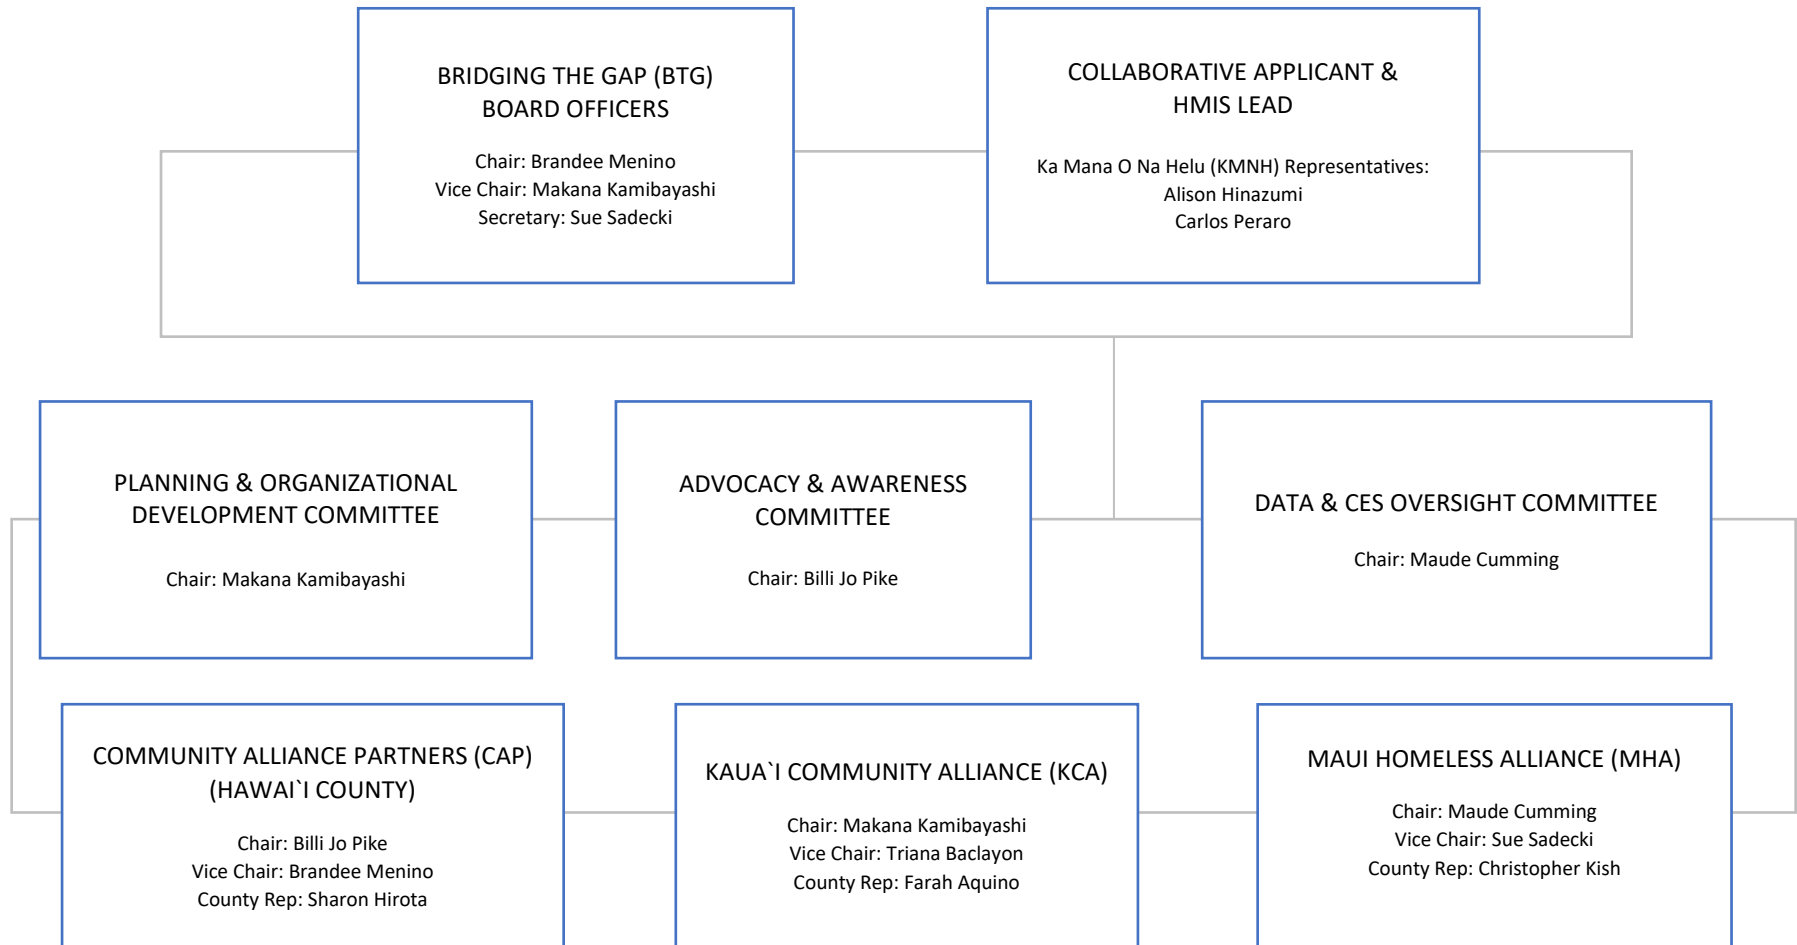 BRIDGING THE GAP (BTG)
BOARD OFFICERS
Chair: Brandee Menino
Vice Chair: Makana Kamibayashi
Secretary: Sue Sadecki
COLLABORATIVE APPLICANT &
HMIS LEAD
Ka Mana O Na Helu (KMNH) Representatives:
Alison Hinazumi
Carlos Peraro
PLANNING & ORGANIZATIONAL
DEVELOPMENT COMMITTEE
Chair: Makana Kamibayashi
ADVOCACY & AWARENESS
COMMITTEE
Chair: Billi Jo Pike
DATA & CES OVERSIGHT COMMITTEE
Chair: Maude Cumming
COMMUNITY ALLIANCE PARTNERS (CAP)
(HAWAI`I COUNTY)
Chair: Billi Jo Pike
Vice Chair: Brandee Menino
County Rep: Sharon Hirota
KAUA`I COMMUNITY ALLIANCE (KCA)
Chair: Makana Kamibayashi
Vice Chair: Triana Baclayon
County Rep: Farah Aquino
MAUI HOMELESS ALLIANCE (MHA)
Chair: Maude Cumming
Vice Chair: Sue Sadecki
County Rep: Christopher Kish